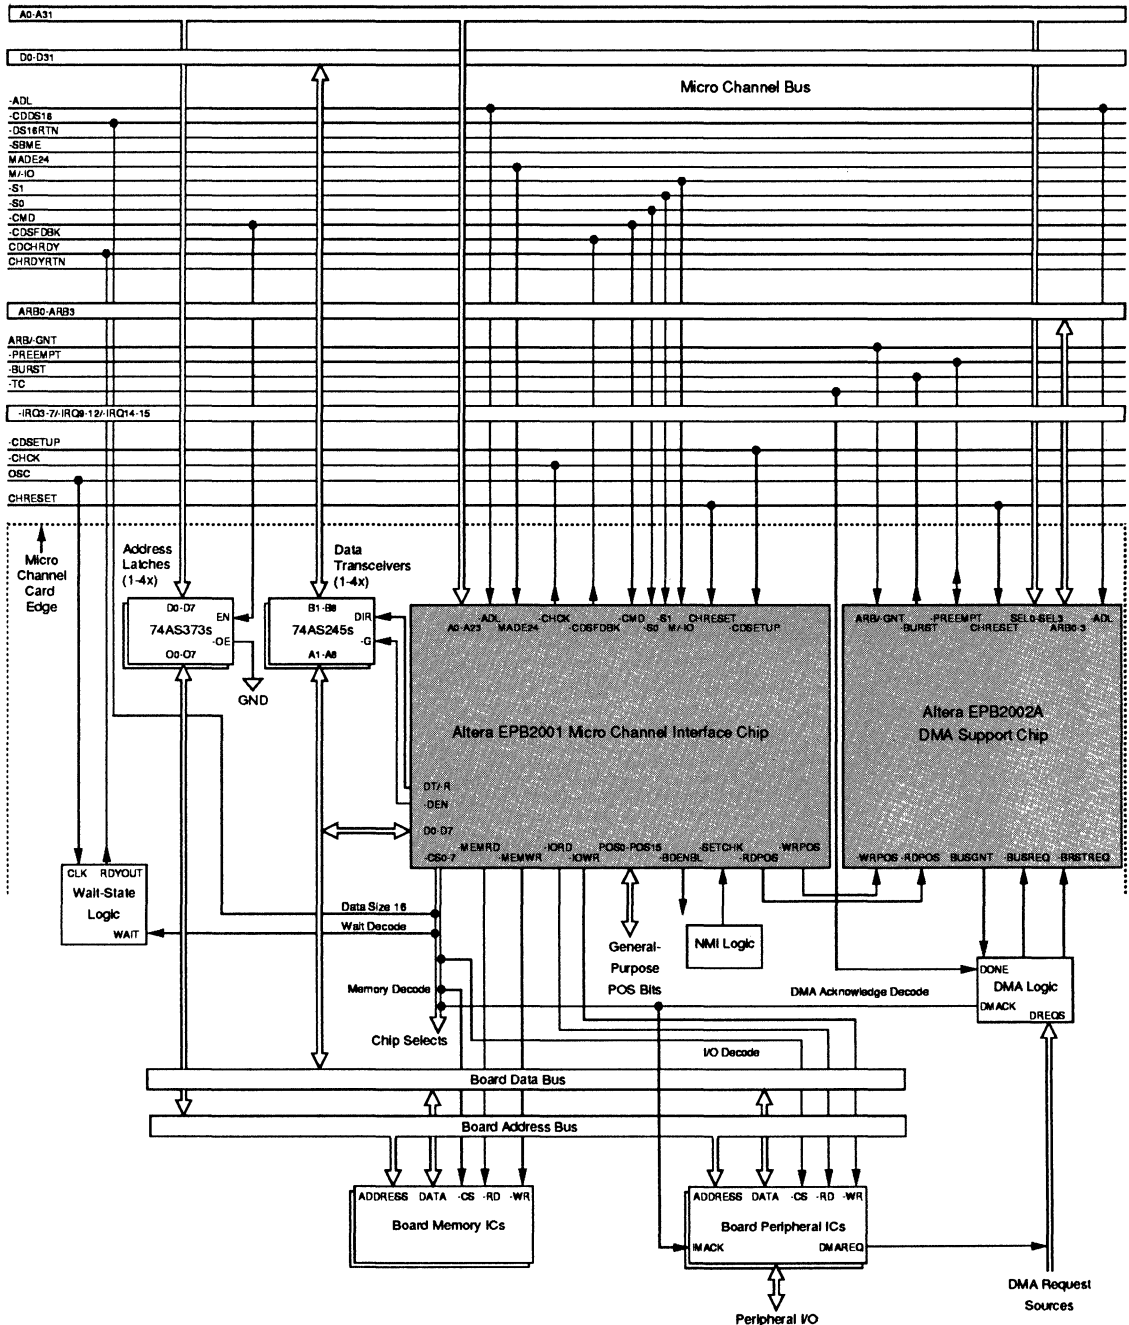 A0-A31
D0-D31
Micro Channel Bus
-ADL
-CDDS16
-DS16RTN
-SBME
MADE24
M/-IO
-S1
-S0
-CMD
-CDSFDBK
CDCHRDY
CHRDYRTN
ARB0-ARB3
ARB/-GNT
-PREEMPT
-BURST
-TC
-IRQ3-7/-IRQ9-12/-IRQ14-15
-CDSETUP
-CHCK
OSC
CHRESET
Micro
Channel
Card
Edge
Address
Latches
(1-4x)
D0-D7
EN
74AS373s
-OE
O0-O7
GND
Data
Transceivers
(1-4x)
B1-B8
DIR
74AS245s
-G
A1-A8
-ADL
-CHCK
-CMD
-S1
CHRESET
A0-A23
MADE24
-CDSFDBK
-S0
M/-IO
-CDSETUP
Altera EPB2001 Micro Channel Interface Chip
DT/-R
-DEN
D0-D7
-MEMRD
-IORD
POS0-POS15
-SETCHK
-WRPOS
-CS0-7
-MEMWR
-IOWR
-BDENBL
-RDPOS
ARB/-GNT
-PREEMPT
SEL0-SEL3
-ADL
-BURST
CHRESET
ARB0-3
Altera EPB2002A
DMA Support Chip
-WRPOS
-RDPOS
BUSGNT
-BUSREQ
-BRSTREQ
CLK
RDYOUT
Wait-State
Logic
WAIT
Data Size 16
Wait Decode
General-
Purpose
POS Bits
NMI Logic
DONE
DMA Logic
DMACK
DREQS
Memory Decode
DMA Acknowledge Decode
Chip Selects
I/O Decode
Board Data Bus
Board Address Bus
ADDRESS
DATA
-CS
-RD
-WR
Board Memory ICs
ADDRESS
DATA
-CS
-RD
-WR
Board Peripheral ICs
IMACK
DMAREQ
DMA Request
Sources
Peripheral I/O